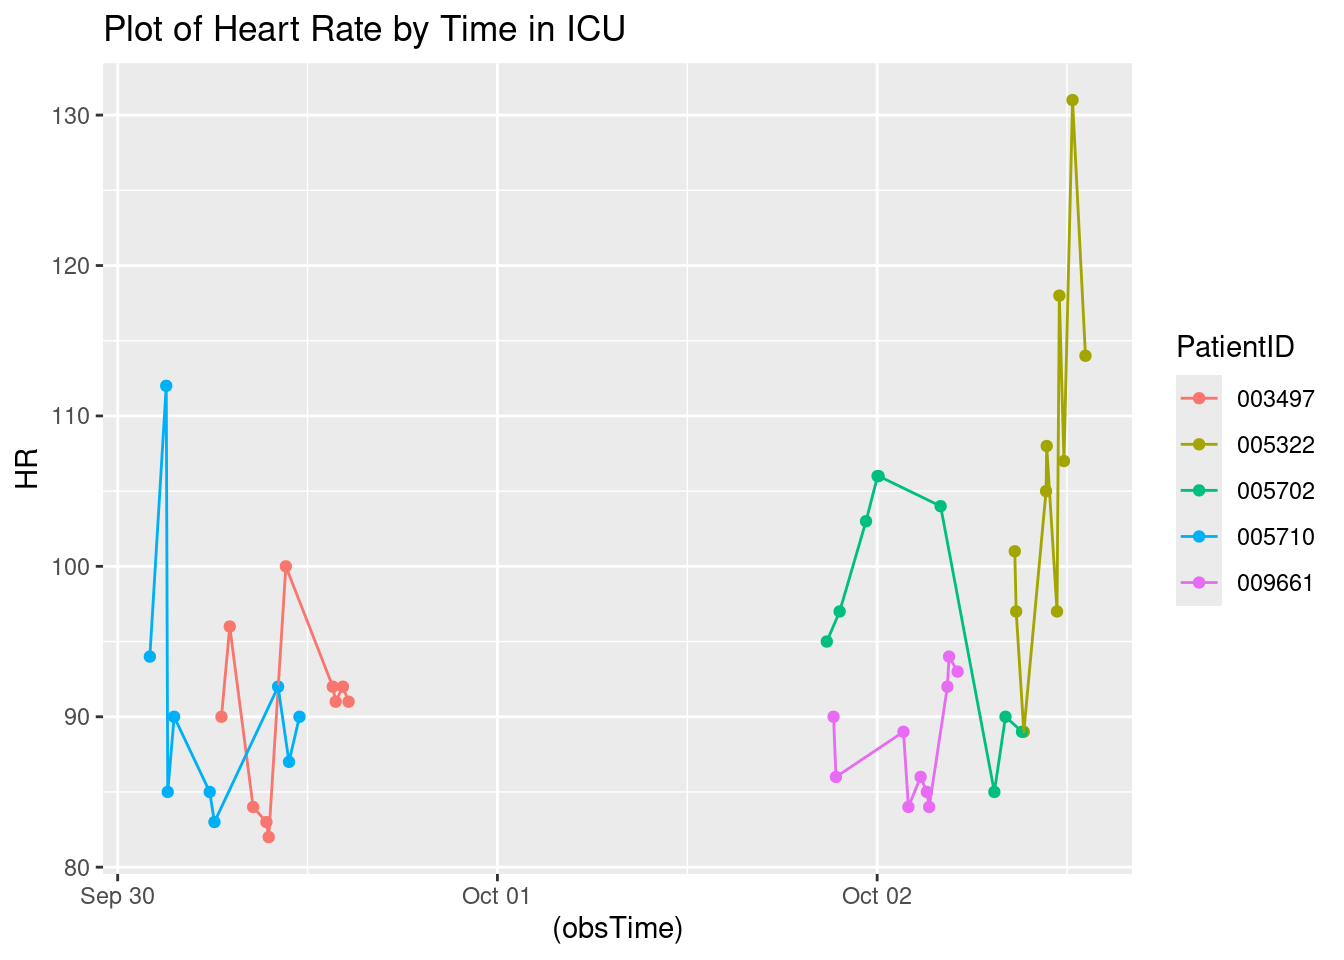 Plot of Heart Rate by Time in ICU
130
120
110
100
90
80
HR
Sep 30
Oct 01
Oct 02
(obsTime)
PatientID
003497
005322
005702
005710
009661